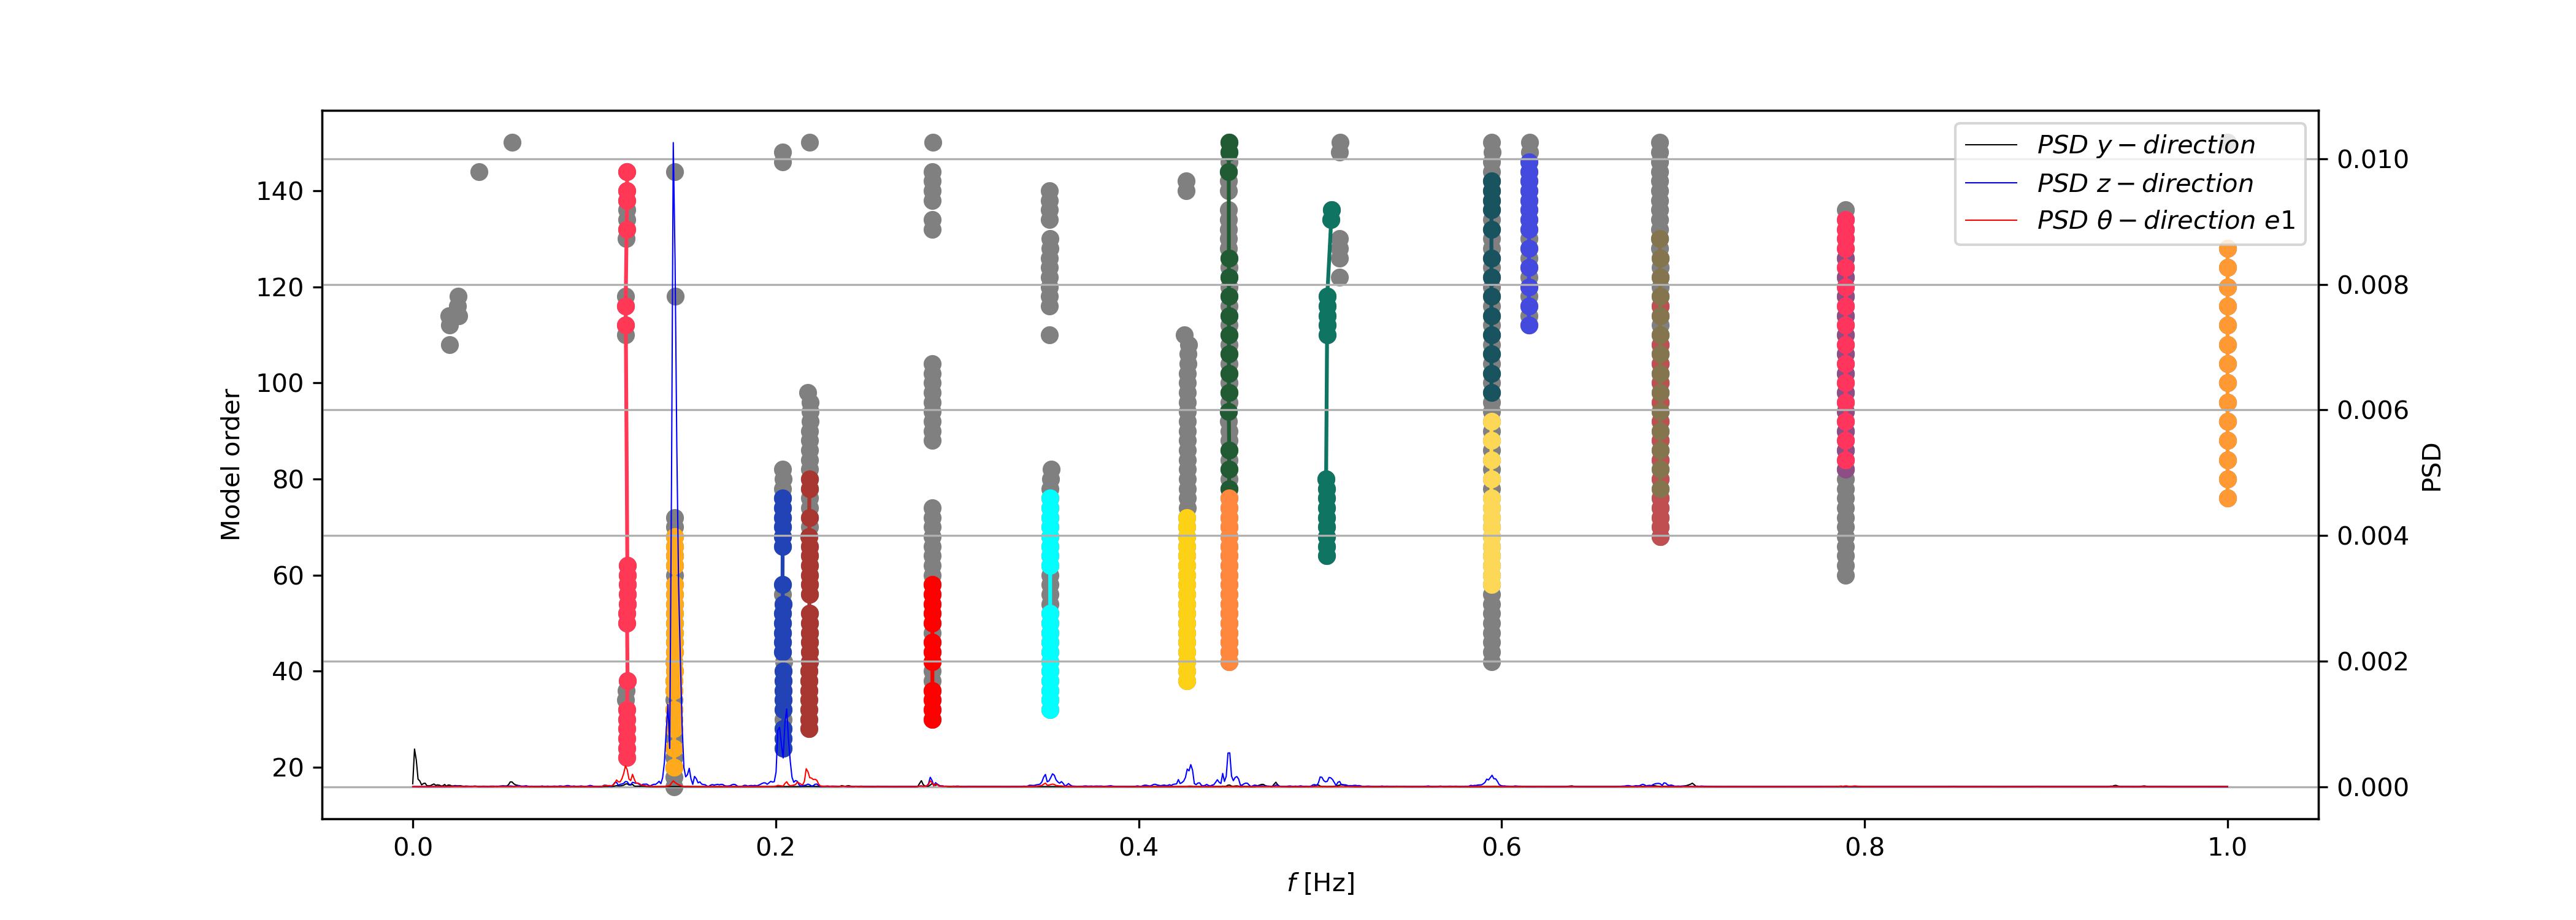 PSD y − direction
PSD z − direction
PSD θ − direction e1
Model order
140
120
100
80
60
40
20
0.010
0.008
0.006
0.004
0.002
0.000
PSD
0.0 0.2 0.4 0.6 0.8 1.0
f [Hz]